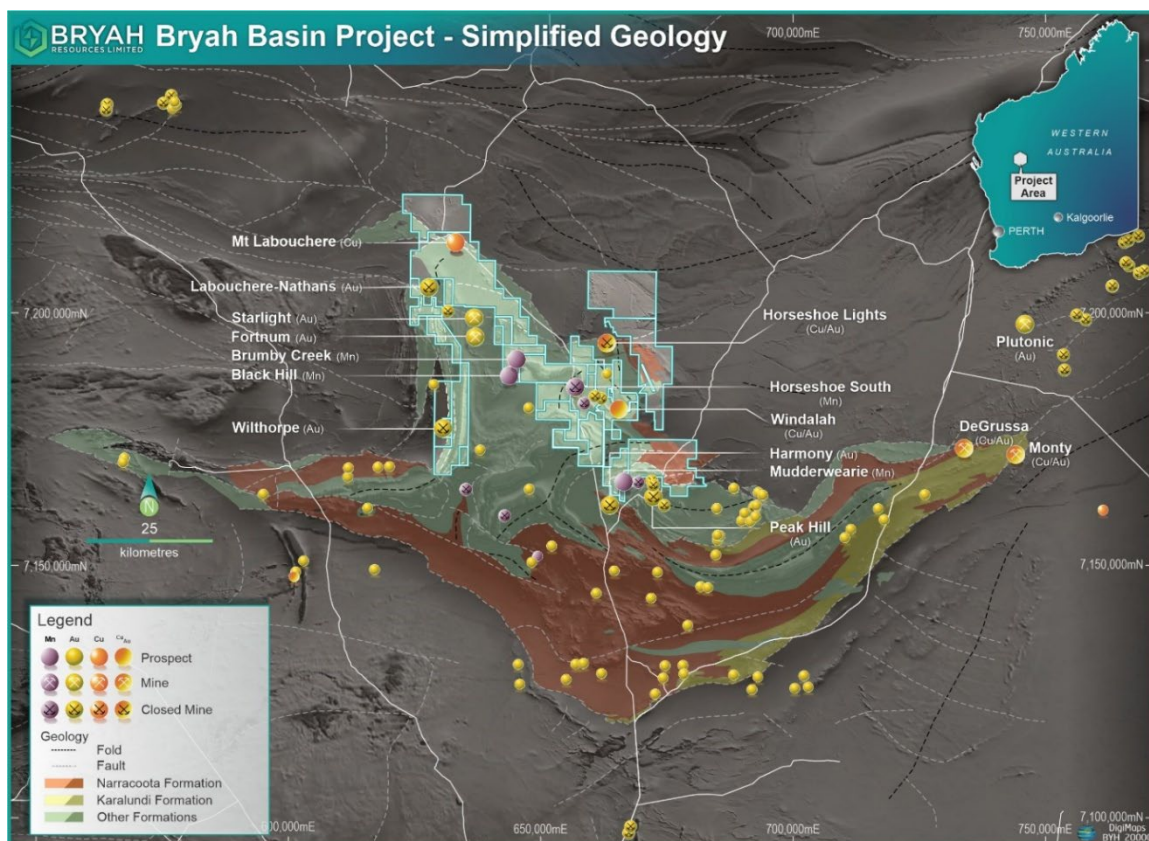 BRYAH
RESOURCES LIMITED
Bryah Basin Project - Simplified Geology
700,000mE
750,000mE
WESTERN
AUSTRALIA
Project
Area
Kalgoorlie
PERTH
Mt Labouchere (Cu)
Labouchere-Nathans (Au)
7,200,000mN
Starlight (Au)
Fortnum (Au)
Brumby Creek (Mn)
Black Hill (Mn)
Wilthorpe (Au)
Horseshoe Lights
(Cu/Au)
7,200,000mN
Plutonic
(Au)
Horseshoe South
(Mn)
Windalah
(Cu/Au)
Harmony (Au)
Mudderwearie (Mn)
DeGrussa
(Cu/Au)
Monty
(Cu/Au)
Peak Hill
(Au)
N
25
kilometres
7,150,000mN
7,150,000mN
Legend
Mn Au Cu Cu/Au
Prospect
Mine
Closed Mine
Geology
Fold
Fault
Narracoota Formation
Karalundi Formation
Other Formations
600,000mE
650,000mE
700,000mE
750,000mE
7,100,000mN
DigiMaps
BYH 20000